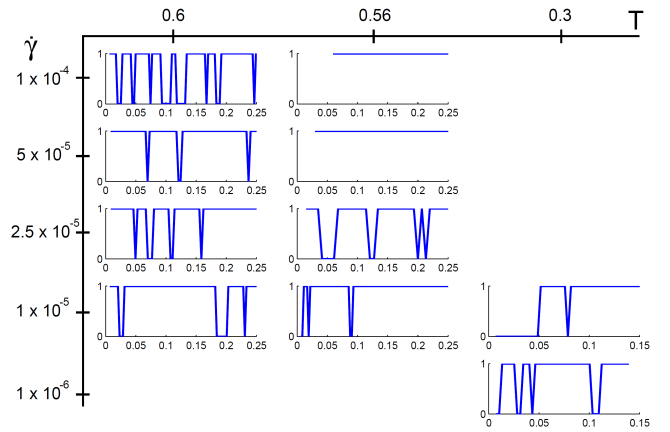 0.6 0.56 0.3 T
γ̇
1 x 10⁻⁴
1 1
0 0
0 0.05 0.1 0.15 0.2 0.25 0 0.05 0.1 0.15 0.2 0.25
5 x 10⁻⁵
1 1
0 0
0 0.05 0.1 0.15 0.2 0.25 0 0.05 0.1 0.15 0.2 0.25
2.5 x 10⁻⁵
1 1
0 0
0 0.05 0.1 0.15 0.2 0.25 0 0.05 0.1 0.15 0.2 0.25
1 x 10⁻⁵
1 1 1
0 0 0
0 0.05 0.1 0.15 0.2 0.25 0 0.05 0.1 0.15 0.2 0.25 0 0.05 0.1 0.15
1 x 10⁻⁶
1
0
0 0.05 0.1 0.15